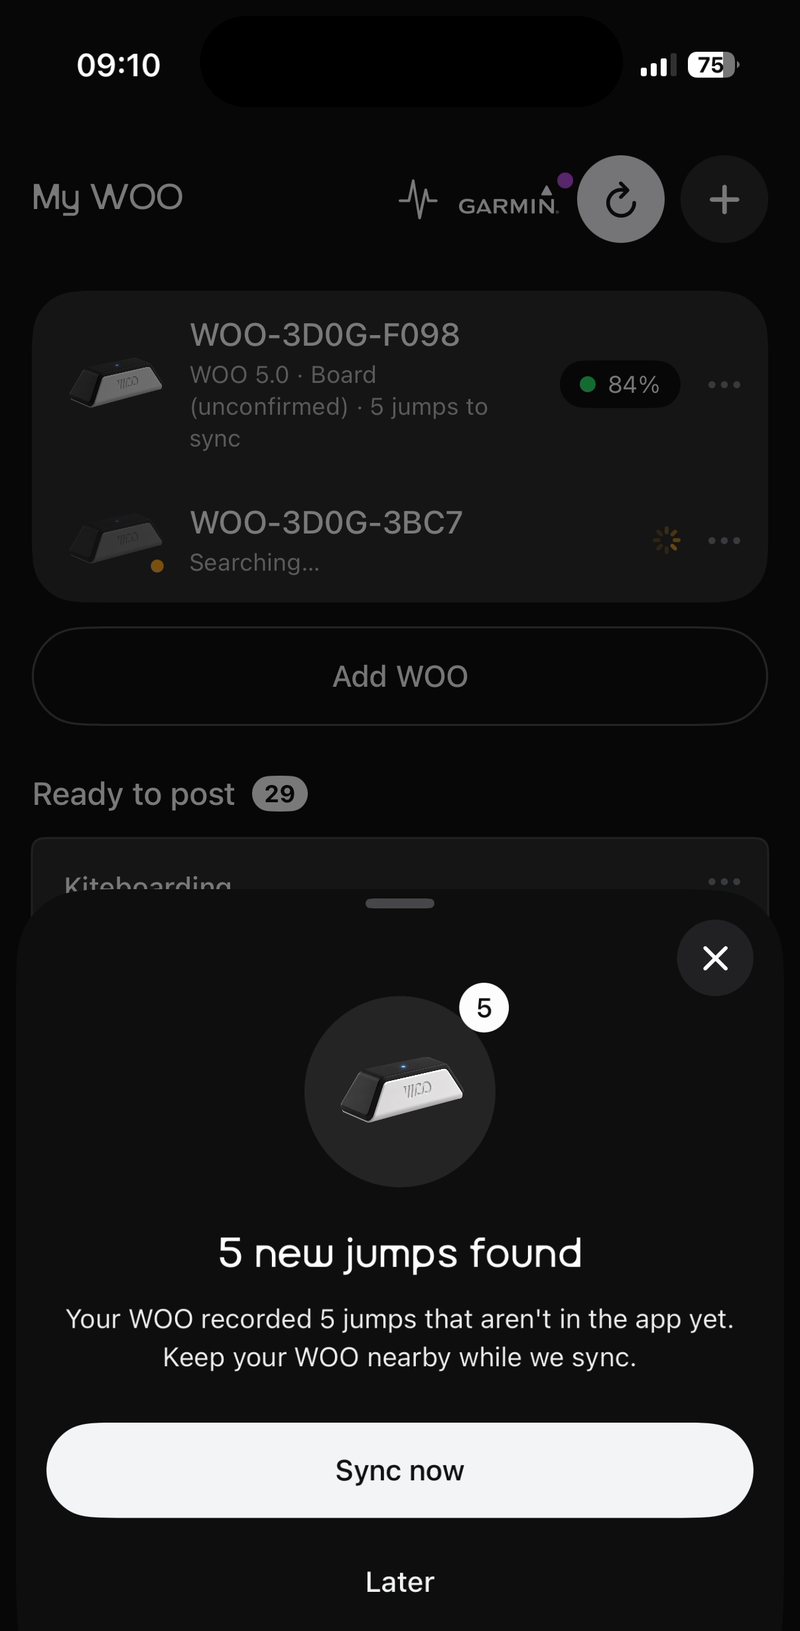 09:10
75
My WOO
GARMIN
WOO-3D0G-F098
WOO 5.0 · Board
(unconfirmed) · 5 jumps to
sync
84%
WOO-3D0G-3BC7
Searching...
Add WOO
Ready to post 29
Kiteboarding
5
WOO
5 new jumps found
Your WOO recorded 5 jumps that aren't in the app yet.
Keep your WOO nearby while we sync.
Sync now
Later